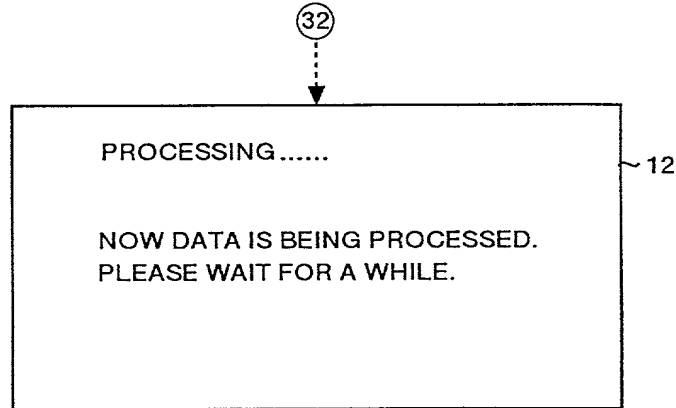 32
PROCESSING......
12
NOW DATA IS BEING PROCESSED.
PLEASE WAIT FOR A WHILE.